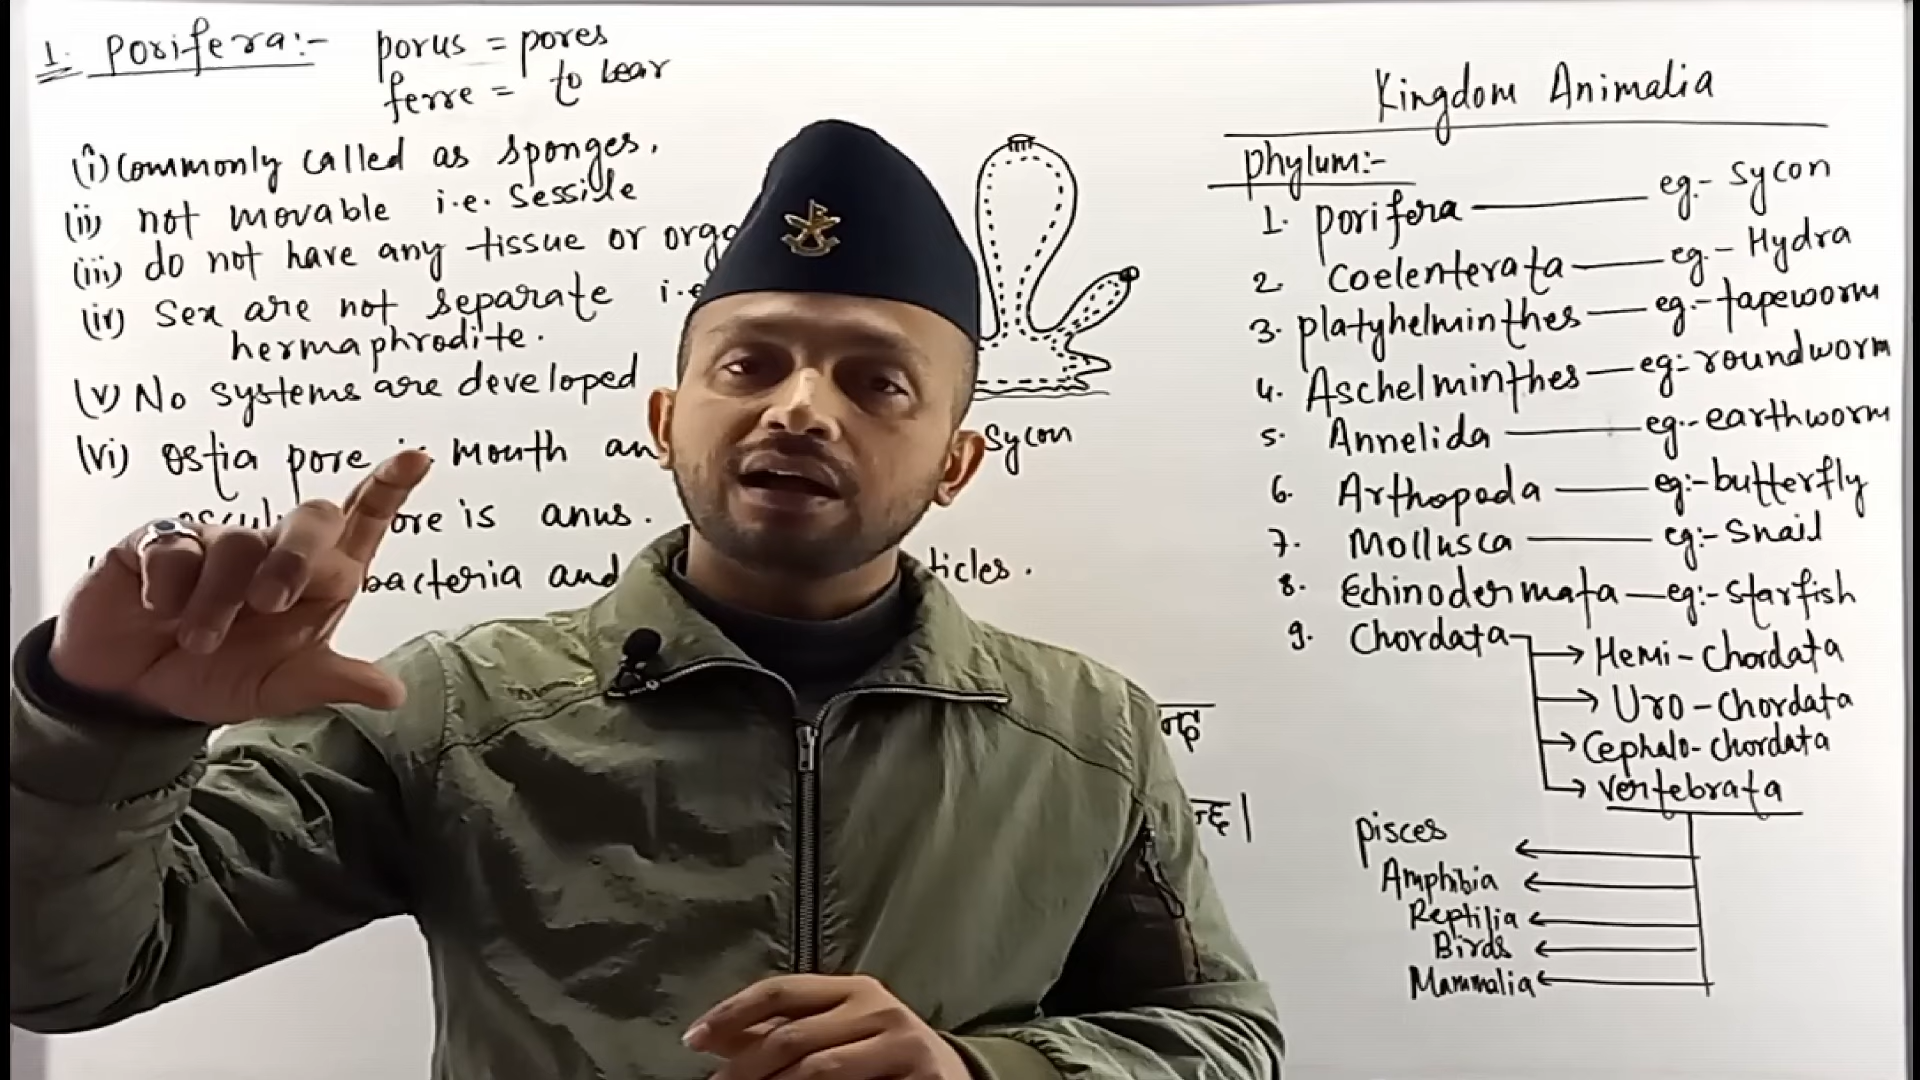 1. Porifera:- porus = pores
ferre = to bear
(i) commonly called as sponges.
(ii) not movable i.e. sessile
(iii) do not have any tissue or orga
(iv) Sex are not separate i.e
hermaphrodite.
(v) No systems are developed
(vi) ostia pore is mouth an
oscul ore is anus.
bacteria and ticles.
Sycon
Kingdom Animalia
Phylum:-
1. Porifera eg.- Sycon
2. Coelenterata eg- Hydra
3. Platyhelminthes eg.- tapeworm
4. Aschelminthes eg:- roundworm
5. Annelida eg.- earthworm
6. Arthopoda eg:- butterfly
7. Mollusca eg:- Snail
8. Echinodermata eg:- starfish
9. Chordata
Hemi-Chordata
Uro-Chordata
Cephalo-chordata
Vertebrata
Pisces
Amphibia
Reptilia
Birds
Mammalia